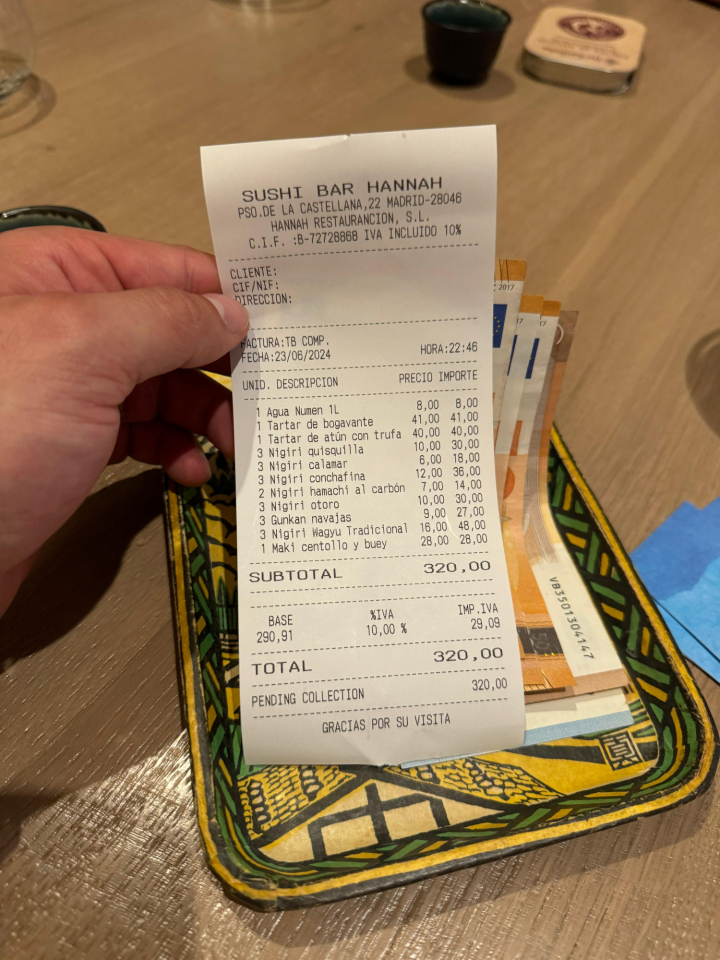 SUSHI BAR HANNAH
PSO.DE LA CASTELLANA,22 MADRID-28046
HANNAH RESTAURANCION, S.L.
C.I.F. :B-72726868 IVA INCLUIDO 10%
CLIENTE:
CIF/NIF:
DIRECCION:
FACTURA:TB COMP.
FECHA:23/06/2024 HORA:22:46
UNID. DESCRIPCION PRECIO IMPORTE
1 Agua Numen 1L 8,00 8,00
1 Tartar de bogavante 41,00 41,00
1 Tartar de atún con trufa 40,00 40,00
3 Nigiri quisquilla 10,00 30,00
3 Nigiri calamar 6,00 18,00
3 Nigiri conchafina 12,00 36,00
2 Nigiri hamachi al carbón 7,00 14,00
3 Nigiri otoro 10,00 30,00
3 Gunkan navajas 9,00 27,00
3 Nigiri Wagyu Tradicional 16,00 48,00
1 Maki centollo y buey 28,00 28,00
SUBTOTAL 320,00
BASE %IVA IMP.IVA
290,91 10,00 % 29,09
TOTAL 320,00
PENDING COLLECTION 320,00
GRACIAS POR SU VISITA
2017
2017
VB3501304147
50